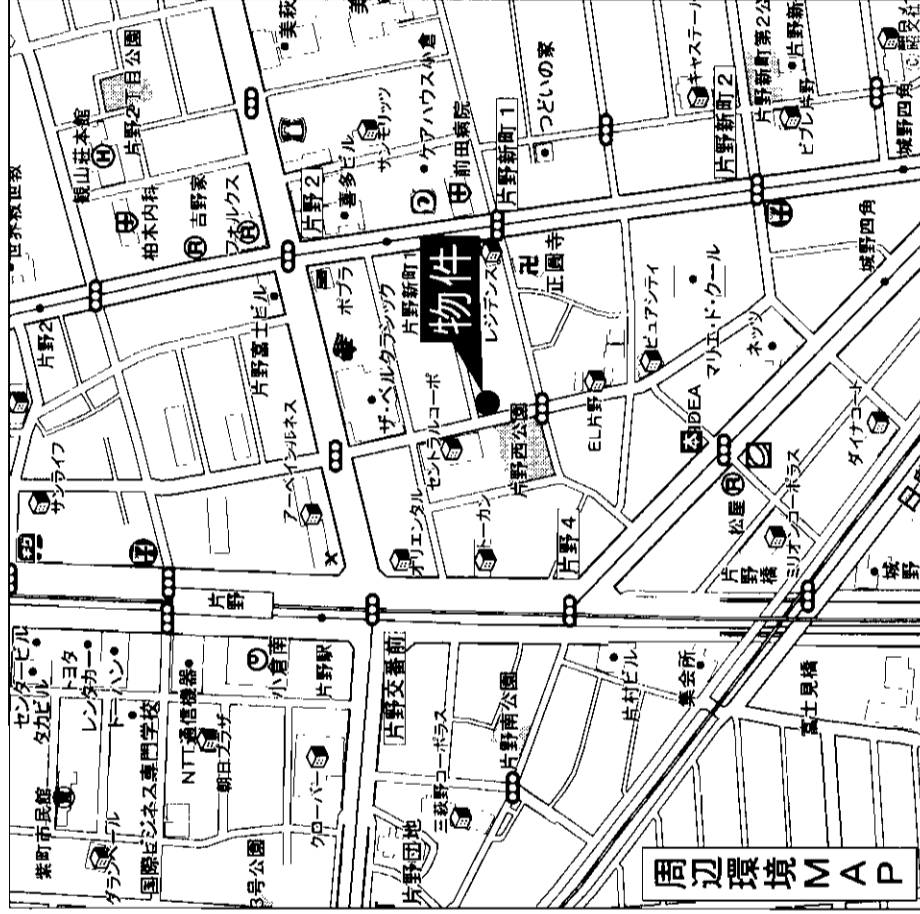 世界救世教
観山荘本館
片野2丁目公園
美萩
柏木内科
吉野家
フォルクス
片野2
喜多ビル
サンモリッツ
ケアハウス小倉
前田病院
片野新町1
つどいの家
キャステール
片野新町2
片野新町第2公
ビブレ片野
片野新
城野四角
片野2
サンライフ
片野富士ビル
アーベインルネス
ポプラ
ザ・ベルクラシック
片野新町1
物件
レジデンス
正圓寺
セントラルコーポ
片野西公園
EL片野
ピュアシティ
マリエ・ド・クール
ネッツ
城野四角
オリエンタル
トーカン
片野4
IDEA
松屋
片野橋
ミリオンコーポラス
ダイナコート
城野
片野
センタービル
タカビル
トヨタ
レンタカー
トーハン
紫町市民館
グランメール
国際ビジネス専門学校
NTT通信機器
朝日プラザ
小倉南
片野駅
3号公園
クローバー
片野交番前
片野団地
三萩野コーポラス
片野南公園
片村ビル
集会所
富士見橋
周辺環境MAP